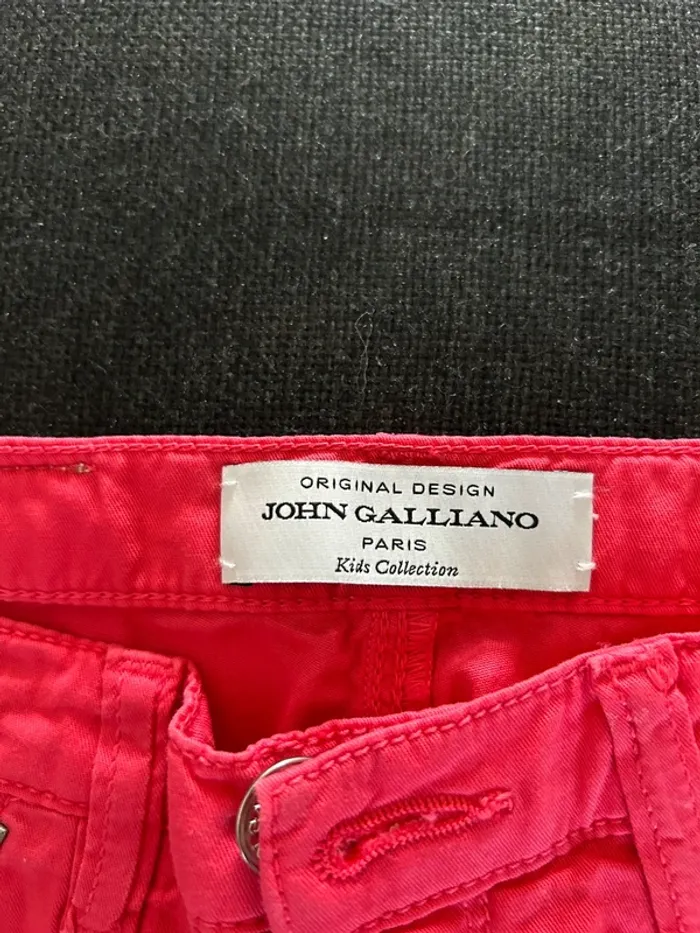 ORIGINAL DESIGN
JOHN GALLIANO
PARIS
Kids Collection